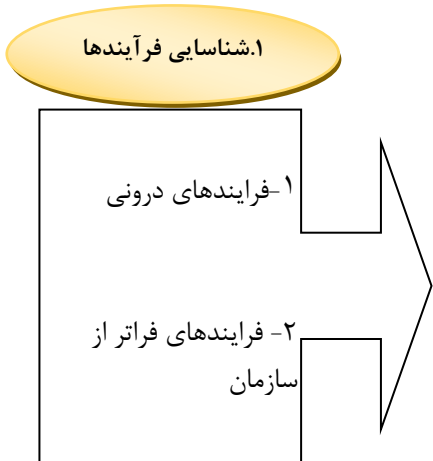 ۱.شناسایی فرآیندها
۱-فرایندهای درونی
۲- فرایندهای فراتر از
سازمان